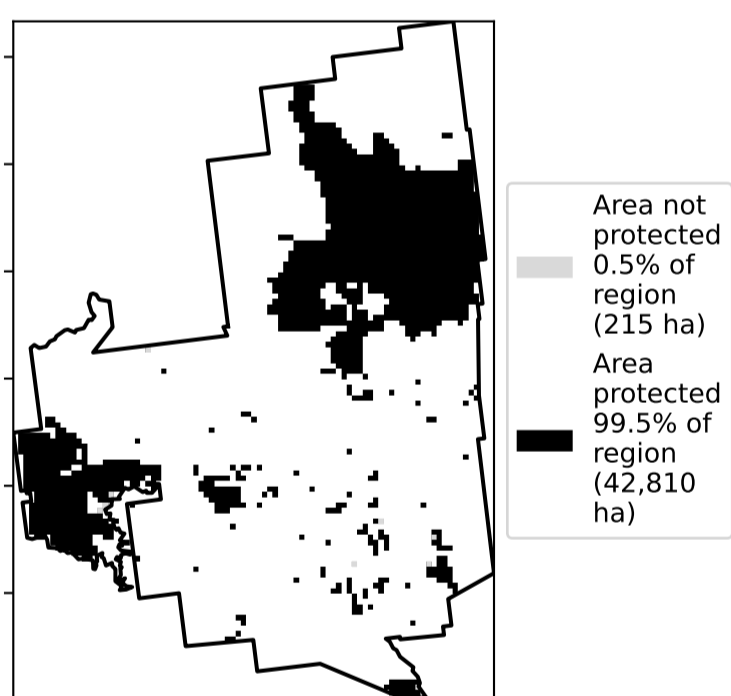 Area not
protected
0.5% of
region
(215 ha)
Area
protected
99.5% of
region
(42,810
ha)